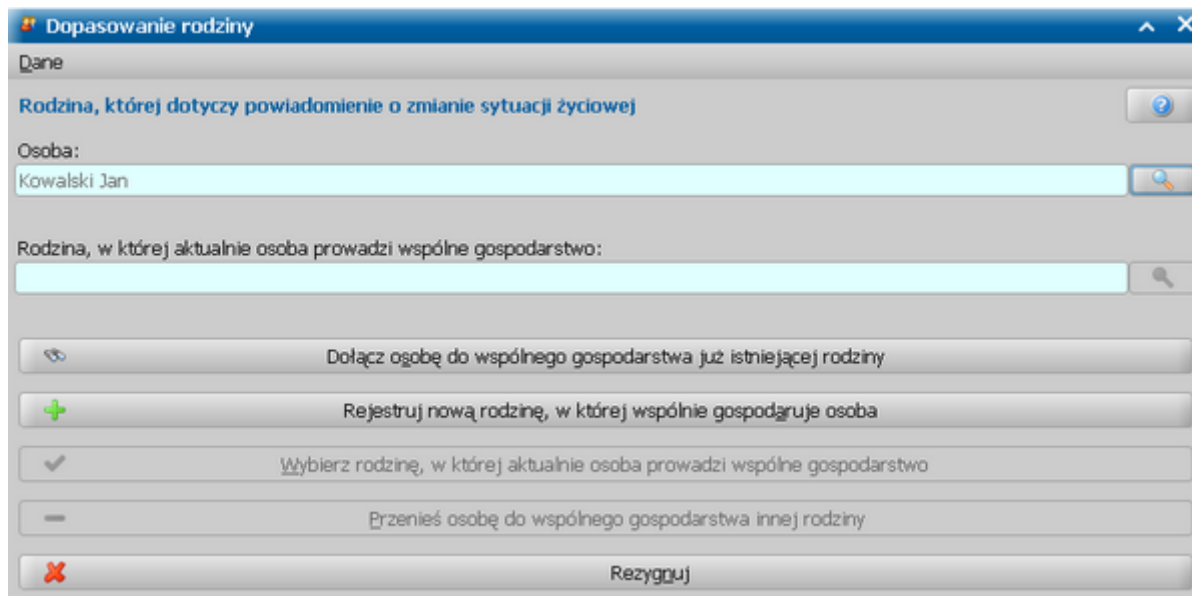 Dopasowanie rodziny
Dane
Rodzina, której dotyczy powiadomienie o zmianie sytuacji życiowej
Osoba:
Kowalski Jan
Rodzina, w której aktualnie osoba prowadzi wspólne gospodarstwo:
Dołącz osobę do wspólnego gospodarstwa już istniejącej rodziny
Rejestruj nową rodzinę, w której wspólnie gospodaruje osoba
Wybierz rodzinę, w której aktualnie osoba prowadzi wspólne gospodarstwo
Przenieś osobę do wspólnego gospodarstwa innej rodziny
Rezygnuj